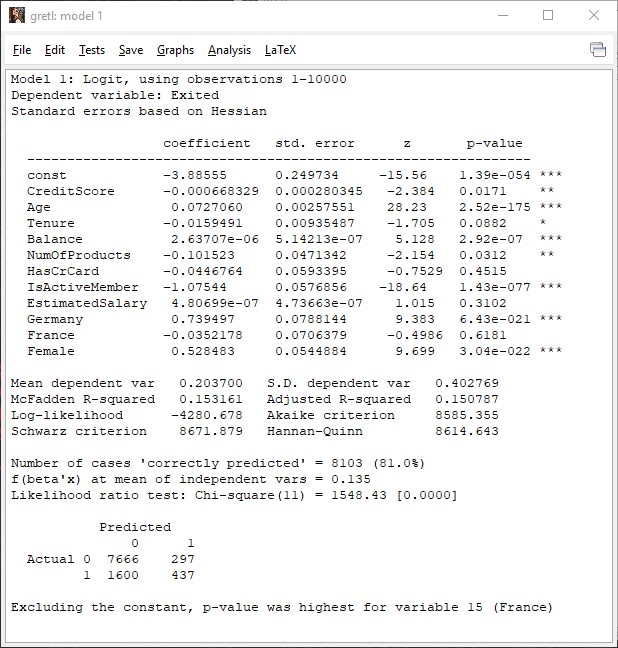 gretl: model 1
File Edit Tests Save Graphs Analysis LaTeX
Model 1: Logit, using observations 1-10000
Dependent variable: Exited
Standard errors based on Hessian
coefficient std. error z p-value
const -3.88555 0.249734 -15.56 1.39e-054 ***
CreditScore -0.000668329 0.000280345 -2.384 0.0171 **
Age 0.0727060 0.00257551 28.23 2.52e-175 ***
Tenure -0.0159491 0.00935487 -1.705 0.0882 *
Balance 2.63707e-06 5.14213e-07 5.128 2.92e-07 ***
NumOfProducts -0.101523 0.0471342 -2.154 0.0312 **
HasCrCard -0.0446764 0.0593395 -0.7529 0.4515
IsActiveMember -1.07544 0.0576856 -18.64 1.43e-077 ***
EstimatedSalary 4.80699e-07 4.73663e-07 1.015 0.3102
Germany 0.739497 0.0788144 9.383 6.43e-021 ***
France -0.0352178 0.0706379 -0.4986 0.6181
Female 0.528483 0.0544884 9.699 3.04e-022 ***
Mean dependent var 0.203700 S.D. dependent var 0.402769
McFadden R-squared 0.153161 Adjusted R-squared 0.150787
Log-likelihood -4280.678 Akaike criterion 8585.355
Schwarz criterion 8671.879 Hannan-Quinn 8614.643
Number of cases 'correctly predicted' = 8103 (81.0%)
f(beta'x) at mean of independent vars = 0.135
Likelihood ratio test: Chi-square(11) = 1548.43 [0.0000]
Predicted
0 1
Actual 0 7666 297
1 1600 437
Excluding the constant, p-value was highest for variable 15 (France)